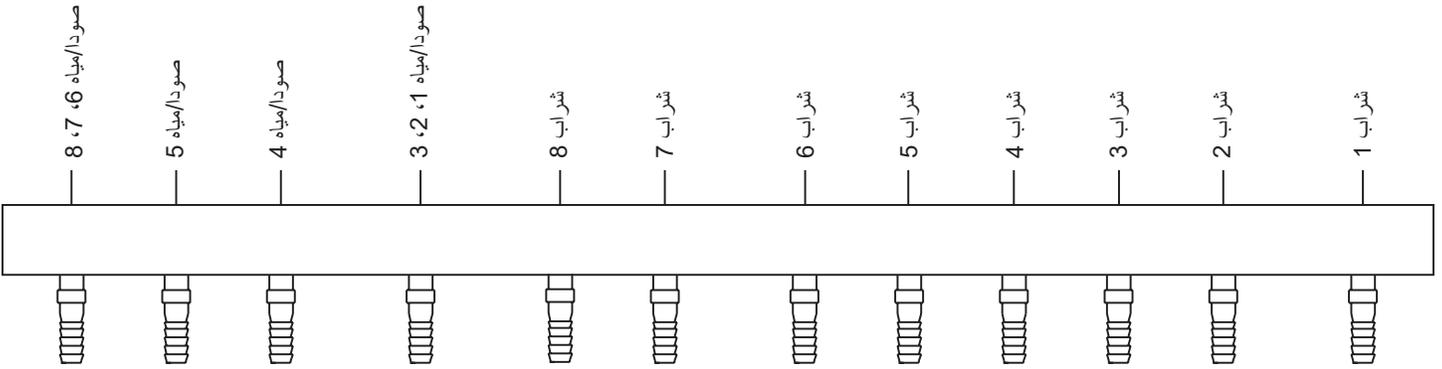 شراب 1
شراب 2
شراب 3
شراب 4
شراب 5
شراب 6
شراب 7
شراب 8
صودا/مياه 1، 2، 3
صودا/مياه 4
صودا/مياه 5
صودا/مياه 6، 7، 8